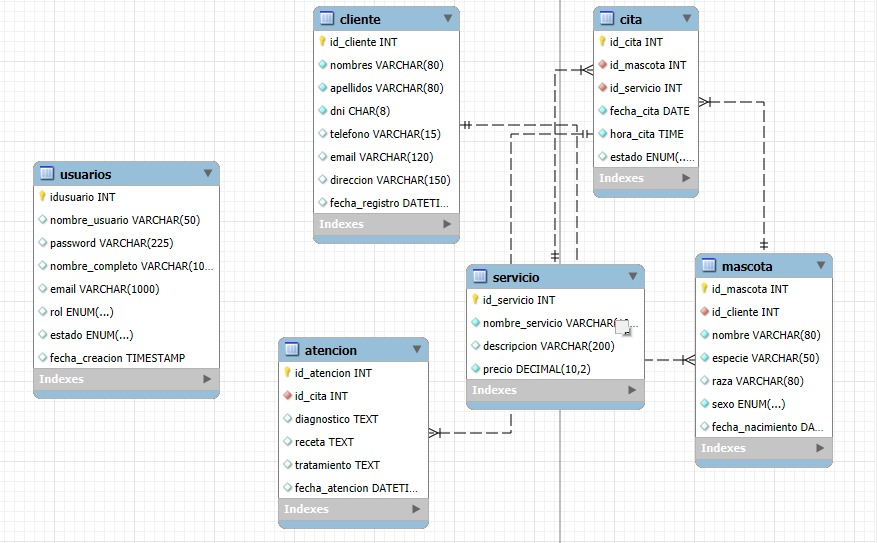 cliente
id_cliente INT
nombres VARCHAR(80)
apellidos VARCHAR(80)
dni CHAR(8)
telefono VARCHAR(15)
email VARCHAR(120)
direccion VARCHAR(150)
fecha_registro DATETI...
Indexes
cita
id_cita INT
id_mascota INT
id_servicio INT
fecha_cita DATE
hora_cita TIME
estado ENUM(...
Indexes
usuarios
idusuario INT
nombre_usuario VARCHAR(50)
password VARCHAR(225)
nombre_completo VARCHAR(10...
email VARCHAR(1000)
rol ENUM(...)
estado ENUM(...)
fecha_creacion TIMESTAMP
Indexes
servicio
id_servicio INT
nombre_servicio
descripcion VARCHAR(200)
precio DECIMAL(10,2)
Indexes
mascota
id_mascota INT
id_cliente INT
nombre VARCHAR(80)
especie VARCHAR(50)
raza VARCHAR(80)
sexo ENUM(...)
fecha_nacimiento DA...
Indexes
atencion
id_atencion INT
id_cita INT
diagnostico TEXT
receta TEXT
tratamiento TEXT
fecha_atencion DATETI...
Indexes